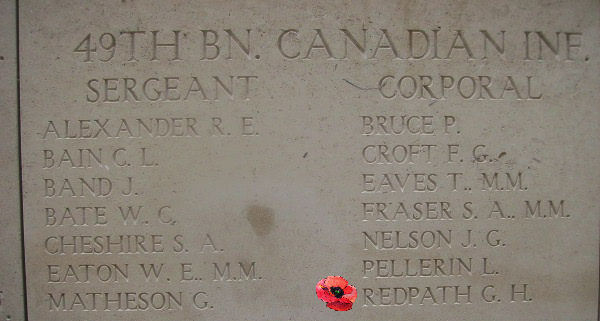 49TH BN. CANADIAN INF.
SERGEANT
ALEXANDER R. E.
BAIN C. L.
BAND J.
BATE W. C.
CHESHIRE S. A.
EATON W. E., M.M.
MATHESON G.
CORPORAL
BRUCE P.
CROFT F. G.
EAVES T., M.M.
FRASER S. A., M.M.
NELSON J. G.
PELLERIN L.
REDPATH G. H.